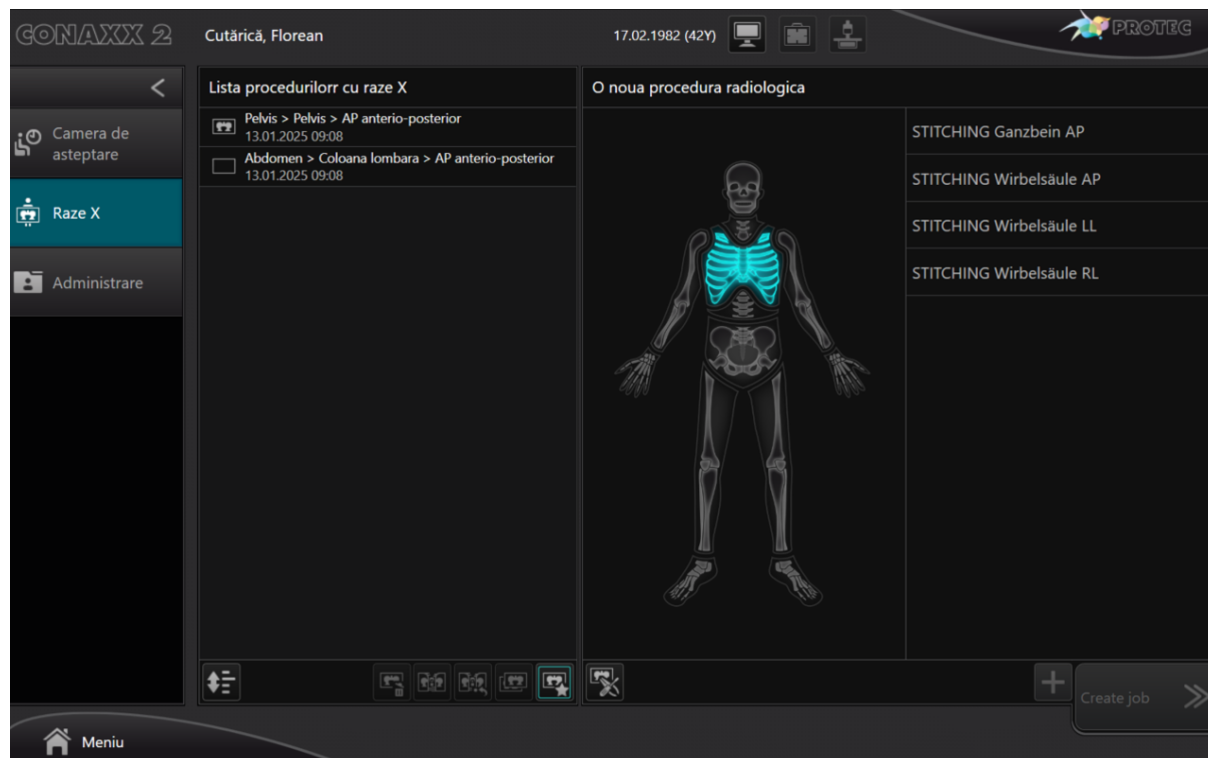 CONAXX 2
Cutărică, Florean
17.02.1982 (42Y)
PROTEC
Camera de
asteptare
Raze X
Administrare
Lista procedurilorr cu raze X
Pelvis > Pelvis > AP anterio-posterior
13.01.2025 09:08
Abdomen > Coloana lombara > AP anterio-posterior
13.01.2025 09:08
O noua procedura radiologica
STITCHING Ganzbein AP
STITCHING Wirbelsäule AP
STITCHING Wirbelsäule LL
STITCHING Wirbelsäule RL
Create job
Meniu